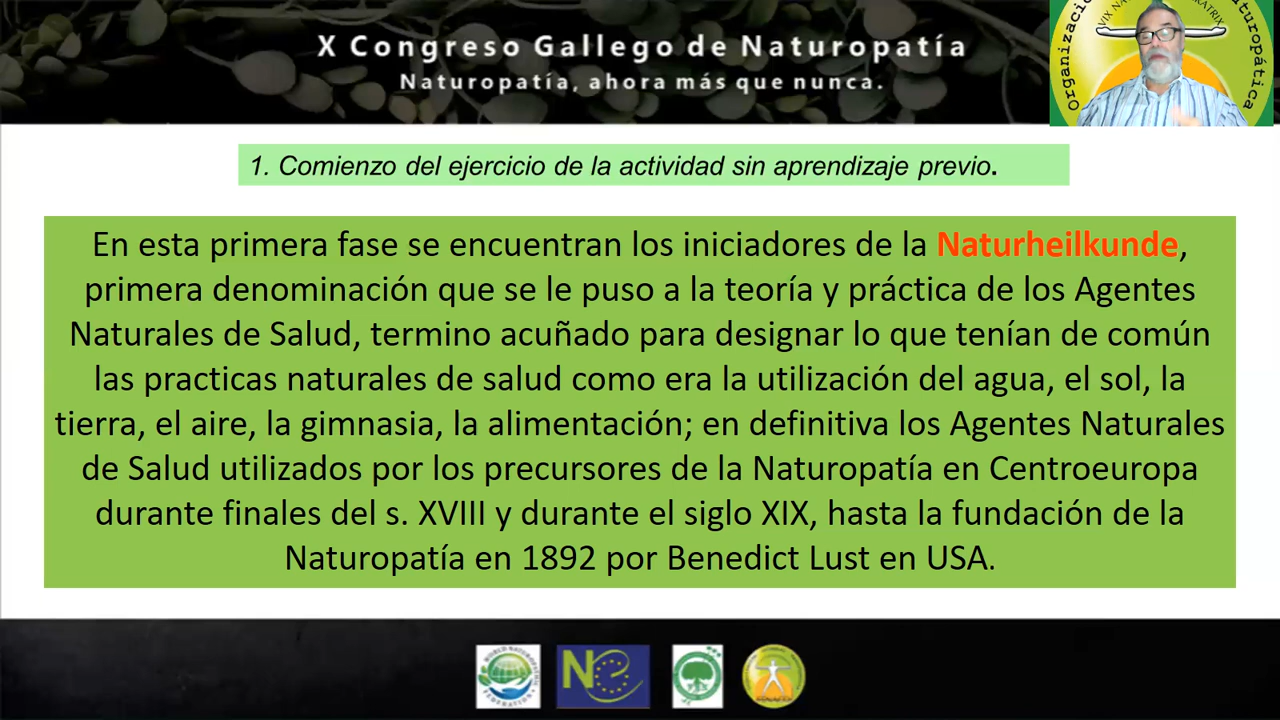 X Congreso Gallego de Naturopatía
Naturopatía, ahora más que nunca.
1. Comienzo del ejercicio de la actividad sin aprendizaje previo.
En esta primera fase se encuentran los iniciadores de la Naturheilkunde,
primera denominación que se le puso a la teoría y práctica de los Agentes
Naturales de Salud, termino acuñado para designar lo que tenían de común
las practicas naturales de salud como era la utilización del agua, el sol, la
tierra, el aire, la gimnasia, la alimentación; en definitiva los Agentes Naturales
de Salud utilizados por los precursores de la Naturopatía en Centroeuropa
durante finales del s. XVIII y durante el siglo XIX, hasta la fundación de la
Naturopatía en 1892 por Benedict Lust en USA.